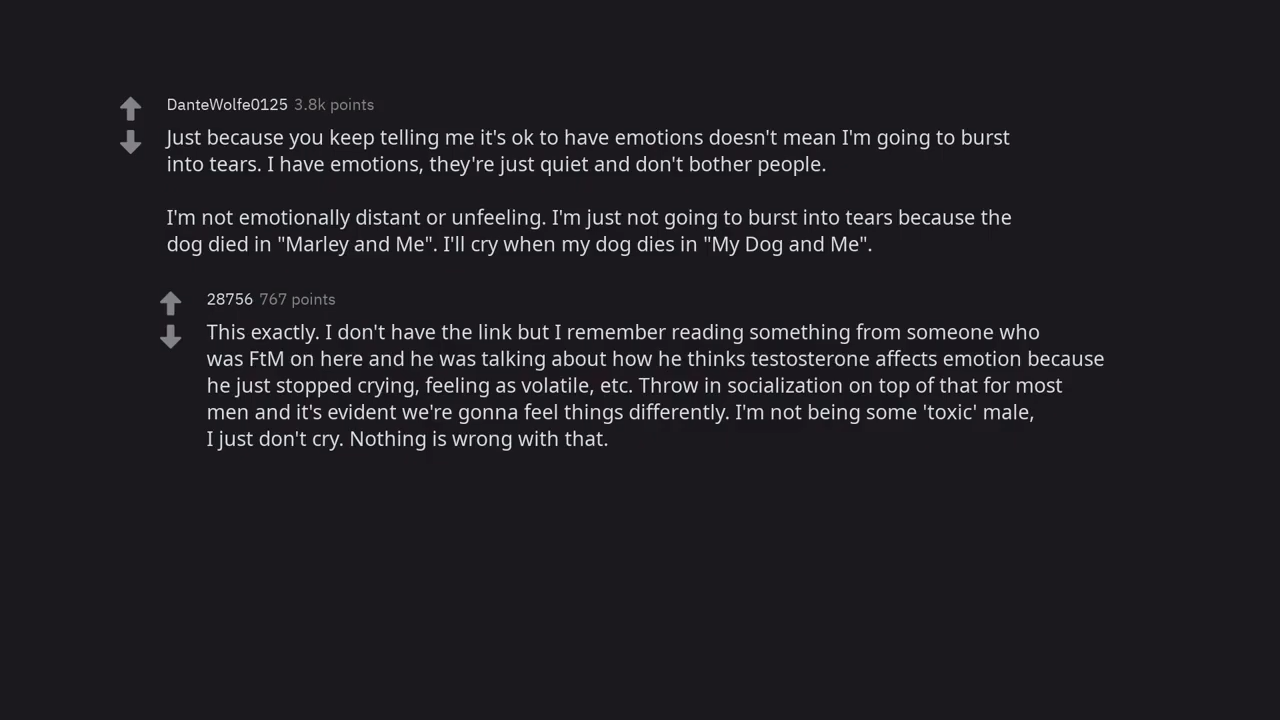 DanteWolfe0125 3.8k points
Just because you keep telling me it's ok to have emotions doesn't mean I'm going to burst
into tears. I have emotions, they're just quiet and don't bother people.
I'm not emotionally distant or unfeeling. I'm just not going to burst into tears because the
dog died in "Marley and Me". I'll cry when my dog dies in "My Dog and Me".
28756 767 points
This exactly. I don't have the link but I remember reading something from someone who
was FtM on here and he was talking about how he thinks testosterone affects emotion because
he just stopped crying, feeling as volatile, etc. Throw in socialization on top of that for most
men and it's evident we're gonna feel things differently. I'm not being some 'toxic' male,
I just don't cry. Nothing is wrong with that.